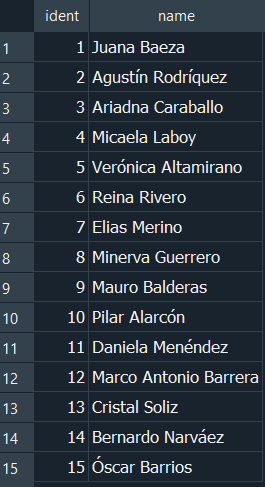 ident name
1 1 Juana Baeza
2 2 Agustín Rodríquez
3 3 Ariadna Caraballo
4 4 Micaela Laboy
5 5 Verónica Altamirano
6 6 Reina Rivero
7 7 Elias Merino
8 8 Minerva Guerrero
9 9 Mauro Balderas
10 10 Pilar Alarcón
11 11 Daniela Menéndez
12 12 Marco Antonio Barrera
13 13 Cristal Soliz
14 14 Bernardo Narváez
15 15 Óscar Barrios